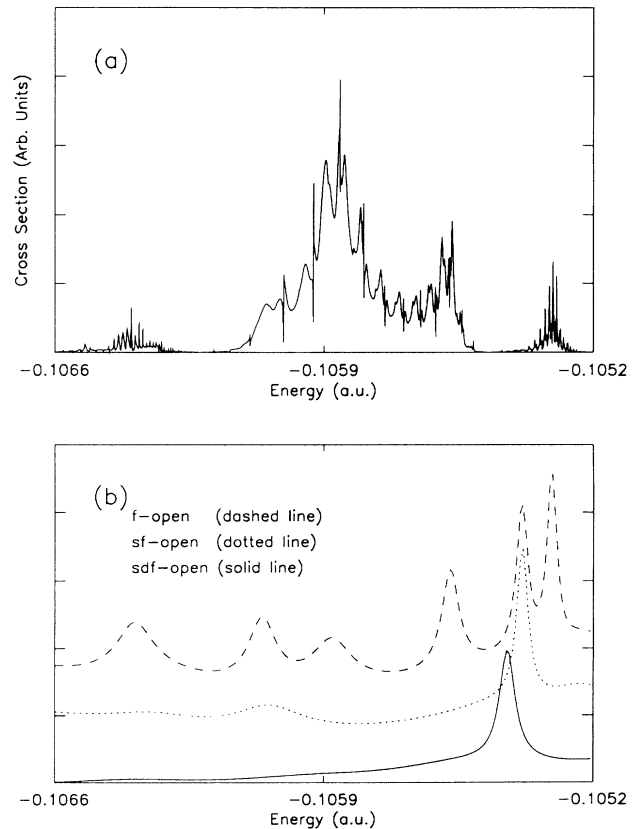 (a)
Cross Section (Arb. Units)
−0.1066
−0.1059
−0.1052
Energy (a.u.)
(b)
f−open (dashed line)
sf−open (dotted line)
sdf−open (solid line)
−0.1066
−0.1059
−0.1052
Energy (a.u.)